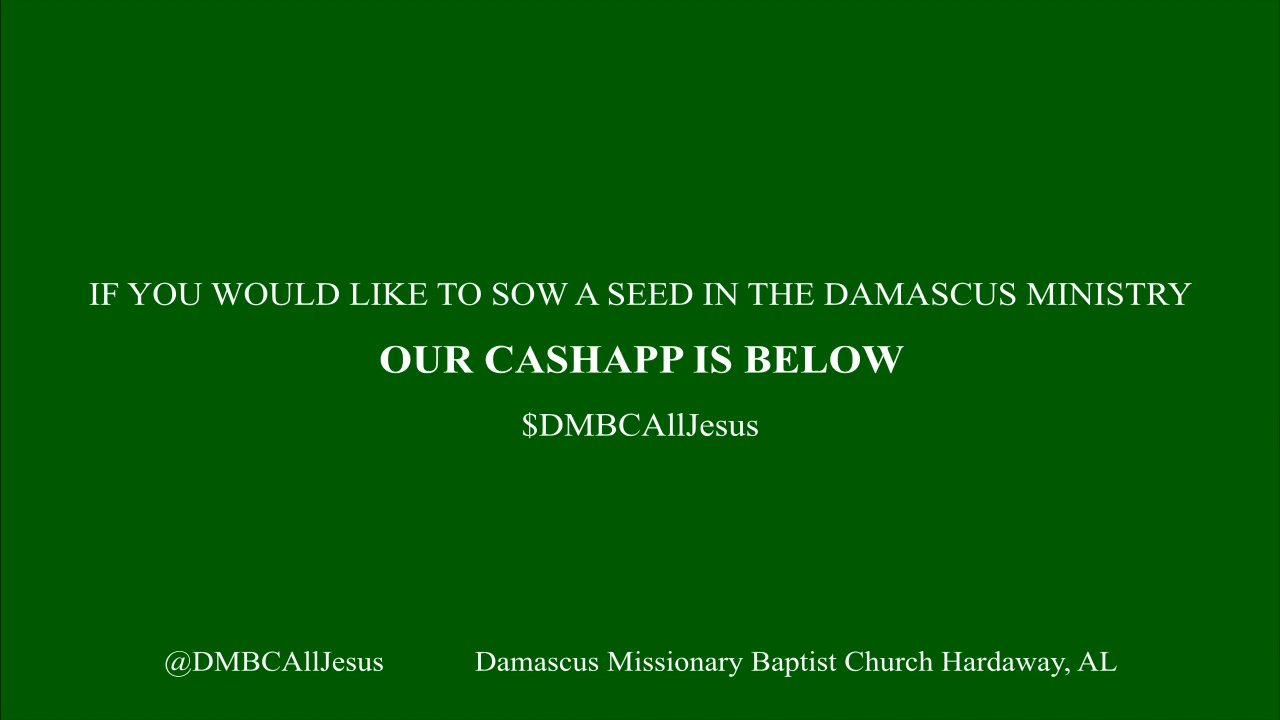 IF YOU WOULD LIKE TO SOW A SEED IN THE DAMASCUS MINISTRY
OUR CASHAPP IS BELOW
$DMBCAllJesus
@DMBCAllJesus Damascus Missionary Baptist Church Hardaway, AL